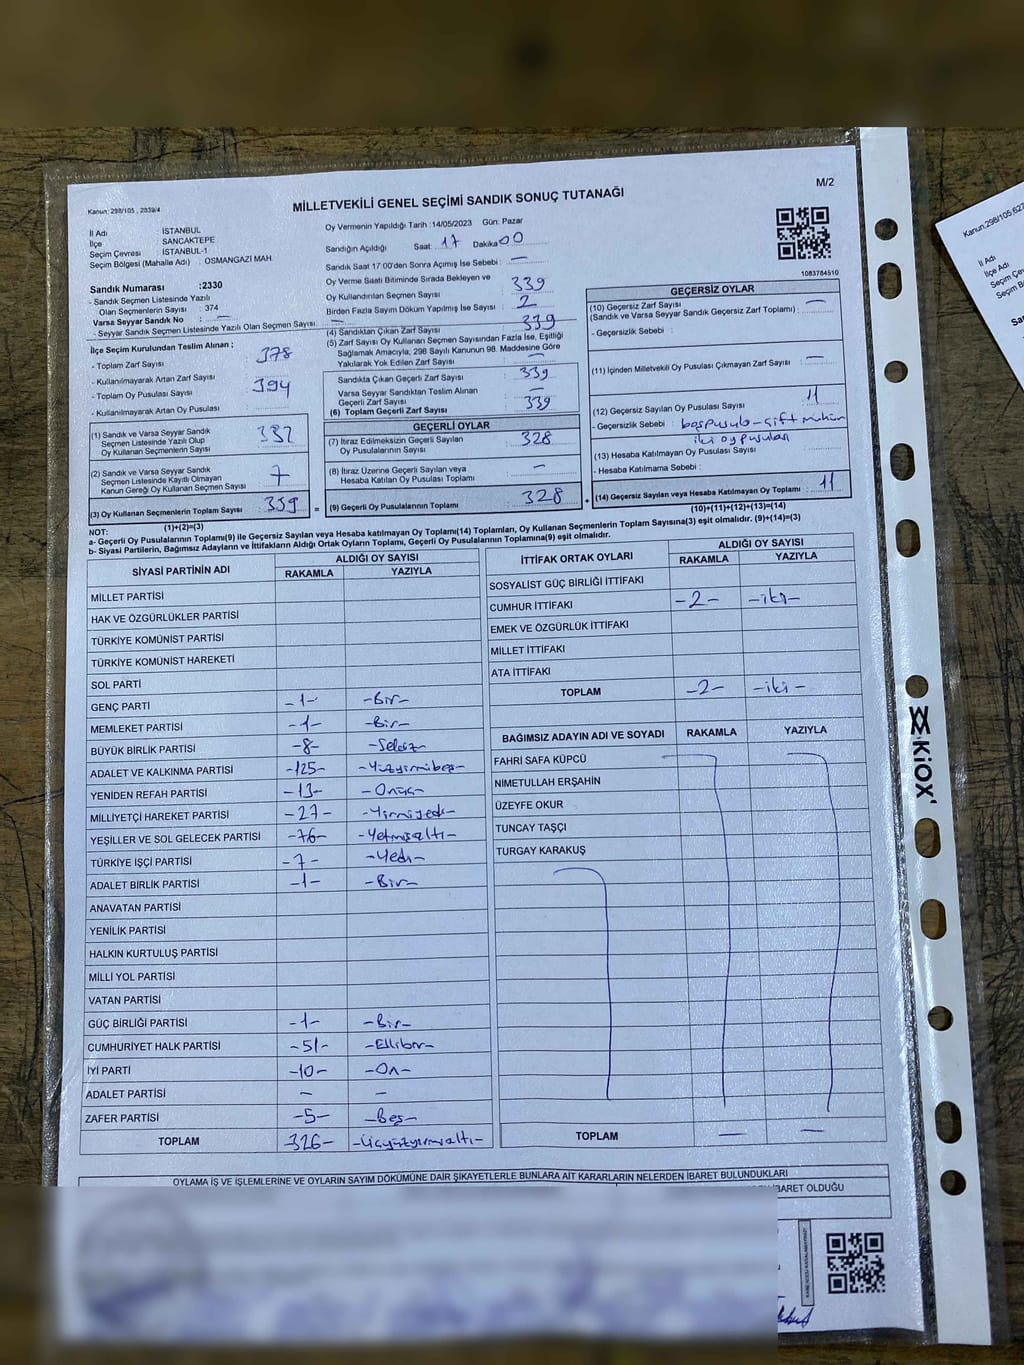 M/2
Kanun: 298/105 , 2839/4
MİLLETVEKİLİ GENEL SEÇİMİ SANDIK SONUÇ TUTANAĞI
İl Adı : İSTANBUL
İlçe : SANCAKTEPE
Seçim Çevresi : İSTANBUL-1
Seçim Bölgesi (Mahalle Adı) : OSMANGAZİ MAH.
Sandık Numarası :2330
- Sandık Seçmen Listesinde Yazılı
Olan Seçmenlerin Sayısı : 374
Varsa Seyyar Sandık No : —
- Seyyar Sandık Seçmen Listesinde Yazılı Olan Seçmen Sayısı: —
İlçe Seçim Kurulundan Teslim Alınan ;
- Toplam Zarf Sayısı 378
- Kullanılmayarak Artan Zarf Sayısı
- Toplam Oy Pusulası Sayısı 394
- Kullanılmayarak Artan Oy Pusulası
(1) Sandık ve Varsa Seyyar Sandık
Seçmen Listesinde Yazılı Olup
Oy Kullanan Seçmenlerin Sayısı 332
(2) Sandık ve Varsa Seyyar Sandık
Seçmen Listesinde Kayıtlı Olmayan
Kanun Gereği Oy Kullanan Seçmen Sayısı 7
(3) Oy Kullanan Seçmenlerin Toplam Sayısı 339
(1)+(2)=(3)
Oy Vermenin Yapıldığı Tarih :14/05/2023 Gün: Pazar
Sandığın Açıldığı Saat: 17 Dakika 00
Sandık Saat 17:00'den Sonra Açımış İse Sebebi : —
Oy Verme Saati Bitiminde Sırada Bekleyen ve
Oy Kullandırılan Seçmen Sayısı 339
Birden Fazla Sayım Döküm Yapılmış İse Sayısı : 2
(4) Sandıktan Çıkan Zarf Sayısı 339
(5) Zarf Sayısı Oy Kullanan Seçmen Sayısından Fazla İse, Eşitliği
Sağlamak Amacıyla, 298 Sayılı Kanunun 98. Maddesine Göre
Yakılarak Yok Edilen Zarf Sayısı —
Sandıkta Çıkan Geçerli Zarf Sayısı 339
Varsa Seyyar Sandıktan Teslim Alınan
Geçerli Zarf Sayısı —
(6) Toplam Geçerli Zarf Sayısı 339
GEÇERLİ OYLAR
(7) İtiraz Edilmeksizin Geçerli Sayılan
Oy Pusulalarının Sayısı 328
(8) İtiraz Üzerine Geçerli Sayılan veya
Hesaba Katılan Oy Pusulası Toplamı —
= (9) Geçerli Oy Pusulalarının Toplamı 328 +
1083784510
GEÇERSİZ OYLAR
(10) Geçersiz Zarf Sayısı —
(Sandık ve Varsa Seyyar Sandık Geçersiz Zarf Toplamı) :
- Geçersizlik Sebebi :
(11) İçinden Milletvekili Oy Pusulası Çıkmayan Zarf Sayısı —
(12) Geçersiz Sayılan Oy Pusulası Sayısı 11
- Geçersizlik Sebebi : boş pusula - çift mühür
iki oy pusulası
(13) Hesaba Katılmayan Oy Pusulası Sayısı
- Hesaba Katılmama Sebebi :
(14) Geçersiz Sayılan veya Hesaba Katılmayan Oy Toplamı 11
(10)+(11)+(12)+(13)=(14)
NOT:
a- Geçerli Oy Pusulalarının Toplamı(9) ile Geçersiz Sayılan veya Hesaba katılmayan Oy Toplamı(14) Toplamları, Oy Kullanan Seçmenlerin Toplam Sayısına(3) eşit olmalıdır. (9)+(14)=(3)
b- Siyasi Partilerin, Bağımsız Adayların ve İttifakların Aldığı Ortak Oyların Toplamı, Geçerli Oy Pusulalarının Toplamına(9) eşit olmalıdır.
SİYASİ PARTİNİN ADI ALDIĞI OY SAYISI
RAKAMLA YAZIYLA
MİLLET PARTİSİ
HAK VE ÖZGÜRLÜKLER PARTİSİ
TÜRKİYE KOMÜNİST PARTİSİ
TÜRKİYE KOMÜNİST HAREKETİ
SOL PARTİ
GENÇ PARTİ -1- -Bir-
MEMLEKET PARTİSİ -1- -Bir-
BÜYÜK BİRLİK PARTİSİ -8- -Sekiz-
ADALET VE KALKINMA PARTİSİ -125- -Yüzyirmibeş-
YENİDEN REFAH PARTİSİ -13- -Onüç-
MİLLİYETÇİ HAREKET PARTİSİ -27- -Yirmiyedi-
YEŞİLLER VE SOL GELECEK PARTİSİ -76- -Yetmişaltı-
TÜRKİYE İŞÇİ PARTİSİ -7- -Yedi-
ADALET BİRLİK PARTİSİ -1- -Bir-
ANAVATAN PARTİSİ
YENİLİK PARTİSİ
HALKIN KURTULUŞ PARTİSİ
MİLLİ YOL PARTİSİ
VATAN PARTİSİ
GÜÇ BİRLİĞİ PARTİSİ -1- -Bir-
CUMHURİYET HALK PARTİSİ -51- -Ellibir-
İYİ PARTİ -10- -On-
ADALET PARTİSİ — —
ZAFER PARTİSİ -5- -Beş-
TOPLAM 326- -Üçyüzyirmialtı-
İTTİFAK ORTAK OYLARI ALDIĞI OY SAYISI
RAKAMLA YAZIYLA
SOSYALİST GÜÇ BİRLİĞİ İTTİFAKI
CUMHUR İTTİFAKI -2- -iki-
EMEK VE ÖZGÜRLÜK İTTİFAKI
MİLLET İTTİFAKI
ATA İTTİFAKI
TOPLAM -2- -iki-
BAĞIMSIZ ADAYIN ADI VE SOYADI RAKAMLA YAZIYLA
FAHRİ SAFA KÜPCÜ
NİMETULLAH ERŞAHİN
ÜZEYFE OKUR
TUNCAY TAŞÇI
TURGAY KARAKUŞ
TOPLAM — —
OYLAMA İŞ VE İŞLEMLERİNE VE OYLARIN SAYIM DÖKÜMÜNE DAİR ŞİKAYETLERLE BUNLARA AİT KARARLARIN NELERDEN İBARET BULUNDUKLARI
İBARET OLDUĞU
KiOX
Kanun,298/105,627
İl Adı
İlçe Adı
Seçim Ç